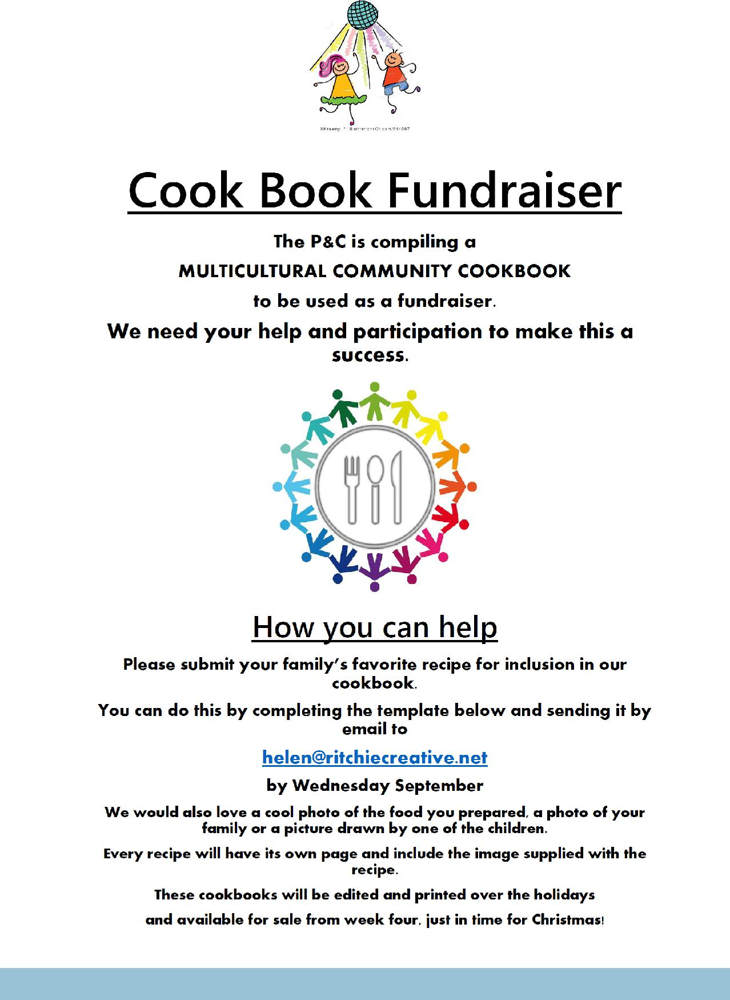 ©Prawny * IllustrationsOf.com/214287
Cook Book Fundraiser
The P&C is compiling a
MULTICULTURAL COMMUNITY COOKBOOK
to be used as a fundraiser.
We need your help and participation to make this a
success.
How you can help
Please submit your family’s favorite recipe for inclusion in our
cookbook.
You can do this by completing the template below and sending it by
email to
helen@ritchiecreative.net
by Wednesday September
We would also love a cool photo of the food you prepared, a photo of your
family or a picture drawn by one of the children.
Every recipe will have its own page and include the image supplied with the
recipe.
These cookbooks will be edited and printed over the holidays
and available for sale from week four, just in time for Christmas!